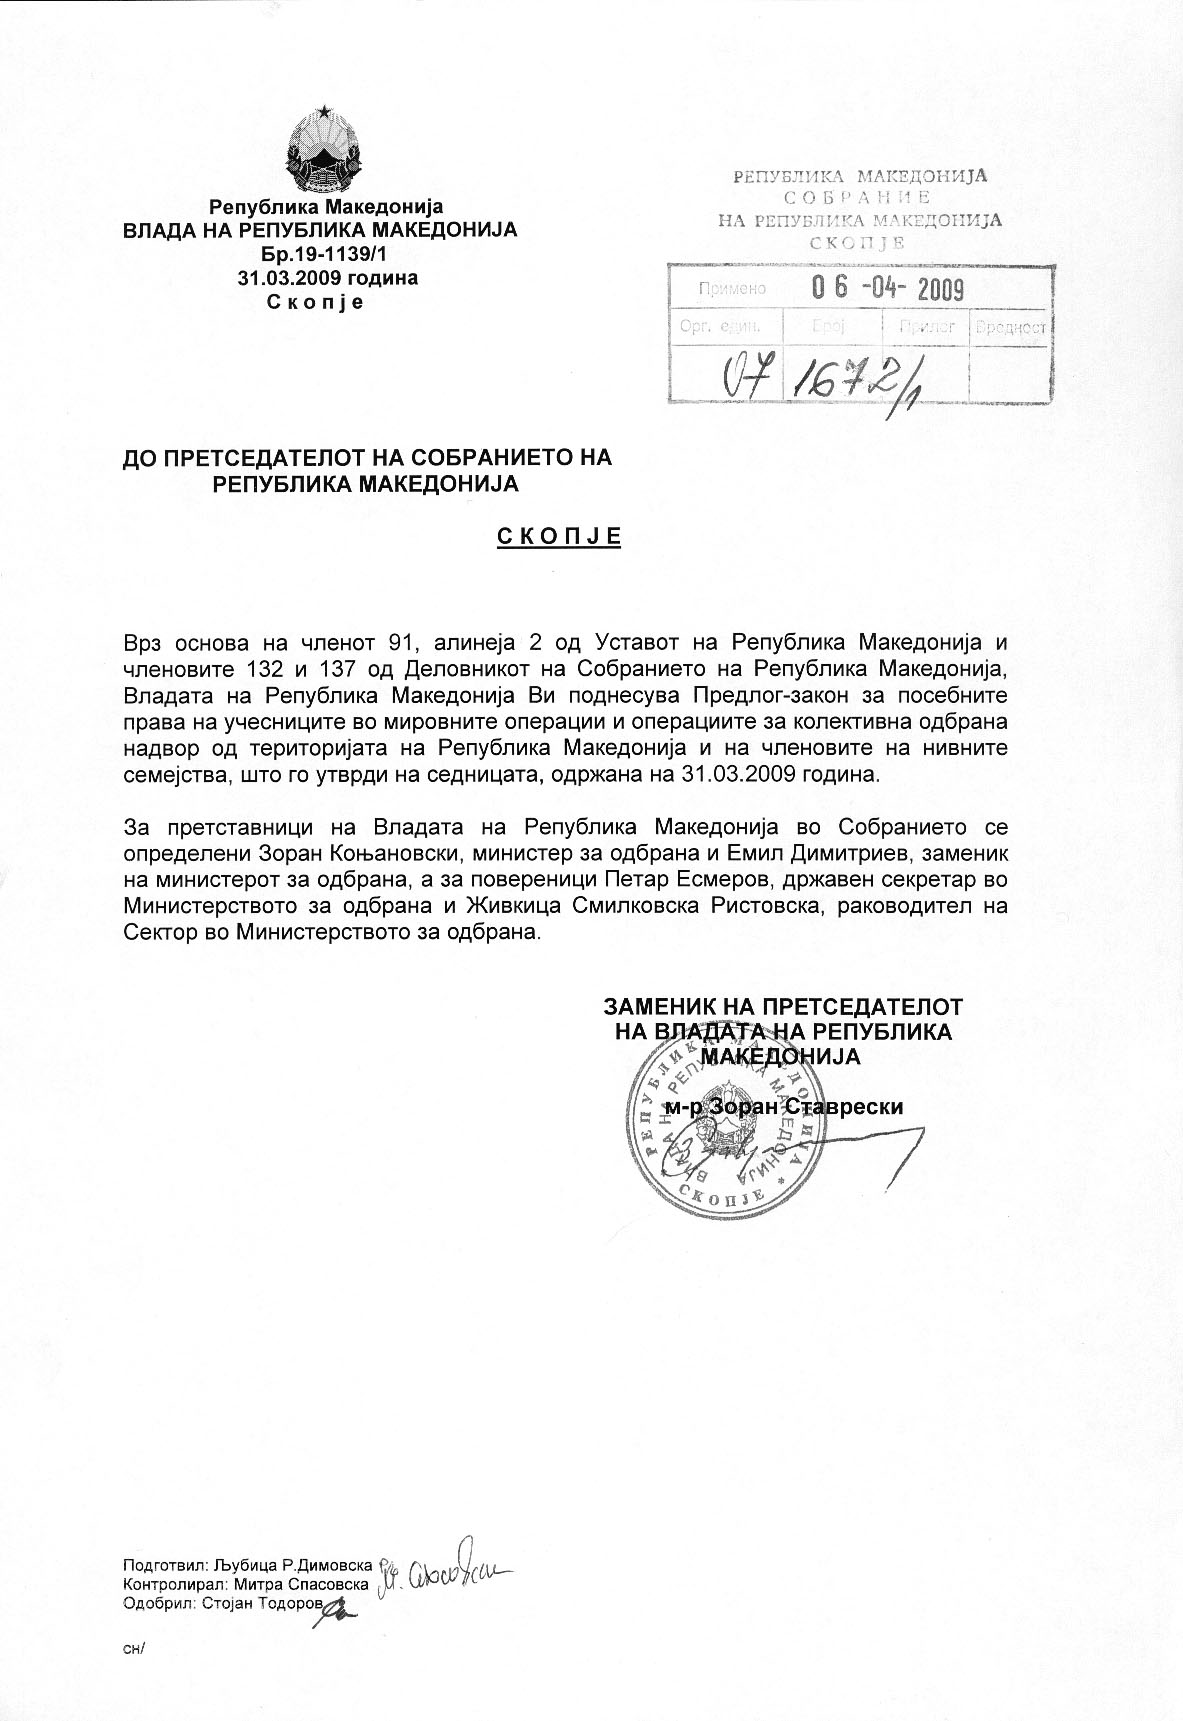 Република Македонија
ВЛАДА НА РЕПУБЛИКА МАКЕДОНИЈА
Бр.19-1139/1
31.03.2009 година
С к о п ј е
РЕПУБЛИКА МАКЕДОНИЈА
С О Б Р А Н И Е
НА РЕПУБЛИКА МАКЕДОНИЈА
С К О П Ј Е
Примено 06-04-2009
Орг. един. Број Прилог Вредност
07 1672/1
ДО ПРЕТСЕДАТЕЛОТ НА СОБРАНИЕТО НА
РЕПУБЛИКА МАКЕДОНИЈА
С К О П Ј Е
Врз основа на членот 91, алинеја 2 од Уставот на Република Македонија и
членовите 132 и 137 од Деловникот на Собранието на Република Македонија,
Владата на Република Македонија Ви поднесува Предлог-закон за посебните
права на учесниците во мировните операции и операциите за колективна одбрана
надвор од територијата на Република Македонија и на членовите на нивните
семејства, што го утврди на седницата, одржана на 31.03.2009 година.
За претставници на Владата на Република Македонија во Собранието се
определени Зоран Коњановски, министер за одбрана и Емил Димитриев, заменик
на министерот за одбрана, а за повереници Петар Есмеров, државен секретар во
Министерството за одбрана и Живкица Смилковска Ристовска, раководител на
Сектор во Министерството за одбрана.
ЗАМЕНИК НА ПРЕТСЕДАТЕЛОТ
НА ВЛАДАТА НА РЕПУБЛИКА
МАКЕДОНИЈА
м-р Зоран Ставрески
РЕПУБЛИКА МАКЕДОНИЈА * СКОПЈЕ *
ВЛАДА НА РЕПУБЛИКА МАКЕДОНИЈА
Подготвил: Љубица Р.Димовска
Контролирал: Митра Спасовска
Одобрил: Стојан Тодоров
сн/